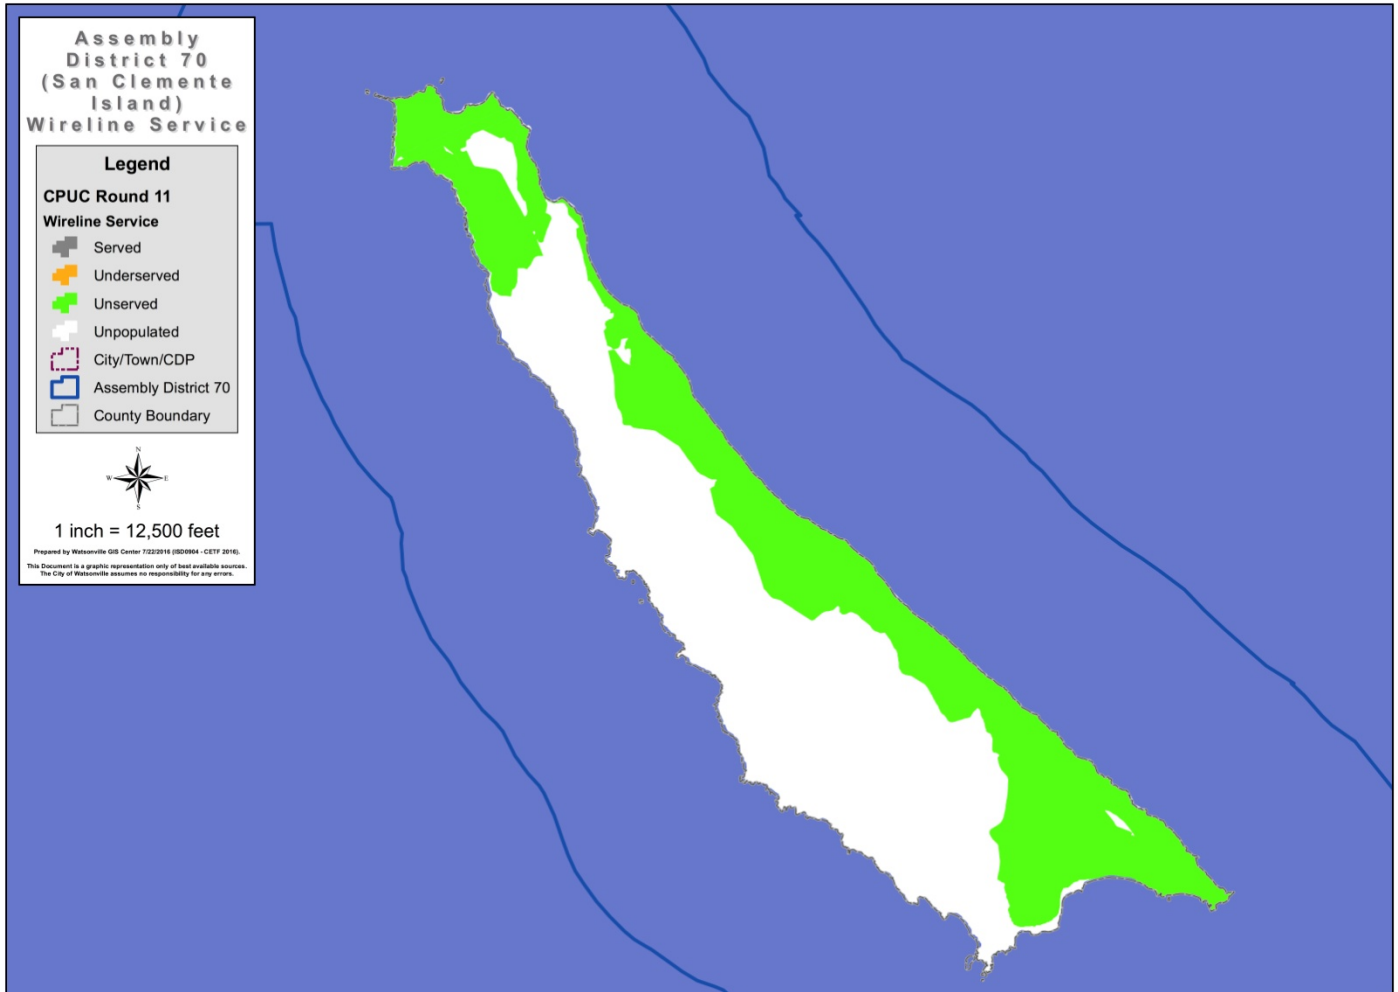 Assembly
District 70
(San Clemente
Island)
Wireline Service
Legend
CPUC Round 11
Wireline Service
Served
Underserved
Unserved
Unpopulated
City/Town/CDP
Assembly District 70
County Boundary
N
W E
S
1 inch = 12,500 feet
Prepared by Watsonville GIS Center 7/22/2016 (ISD0904 - CETF 2016).
This Document is a graphic representation only of best available sources.
The City of Watsonville assumes no responsibility for any errors.